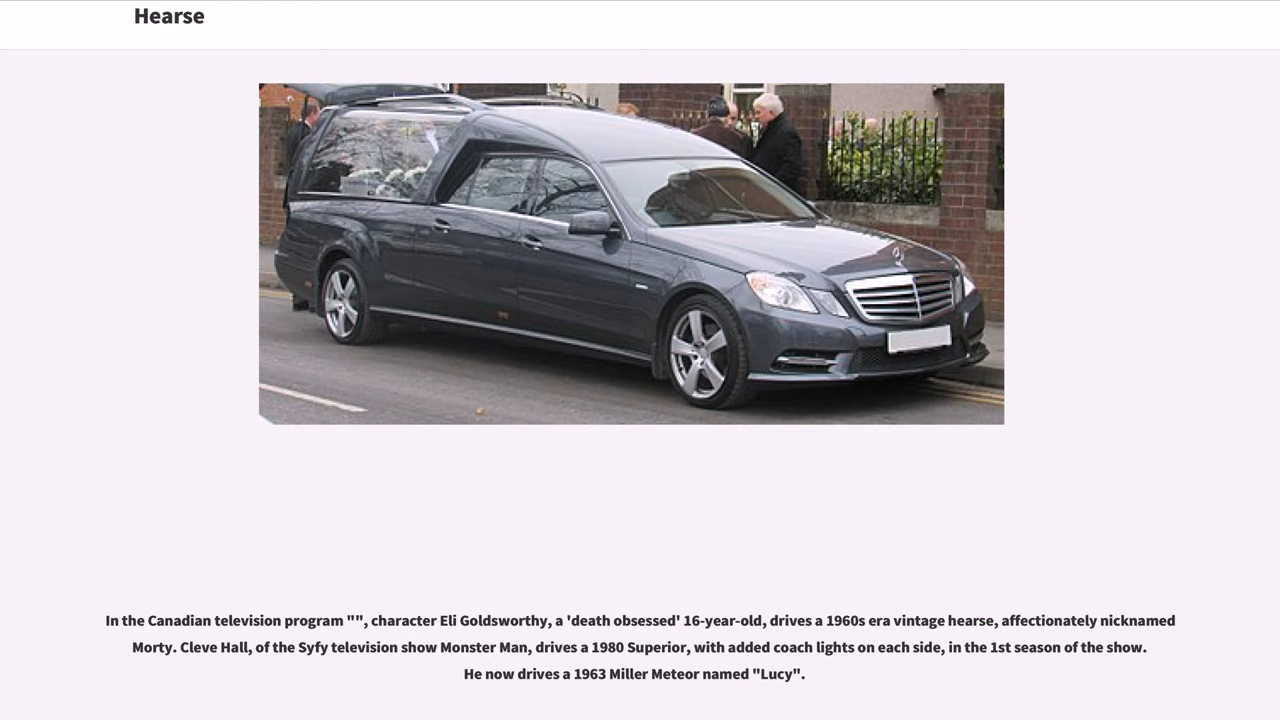 Hearse
In the Canadian television program "", character Eli Goldsworthy, a 'death obsessed' 16-year-old, drives a 1960s era vintage hearse, affectionately nicknamed
Morty. Cleve Hall, of the Syfy television show Monster Man, drives a 1980 Superior, with added coach lights on each side, in the 1st season of the show.
He now drives a 1963 Miller Meteor named "Lucy".